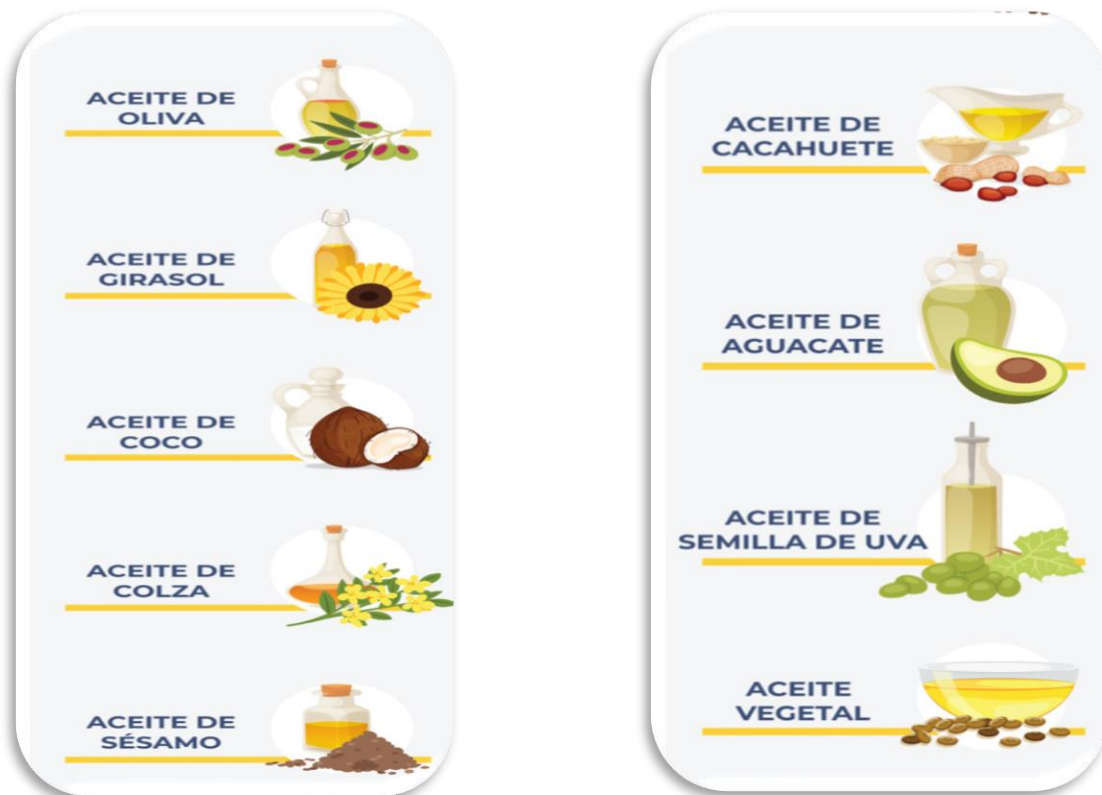 ACEITE DE
OLIVA
ACEITE DE
GIRASOL
ACEITE DE
COCO
ACEITE DE
COLZA
ACEITE DE
SÉSAMO
ACEITE DE
CACAHUETE
ACEITE DE
AGUACATE
ACEITE DE
SEMILLA DE UVA
ACEITE
VEGETAL